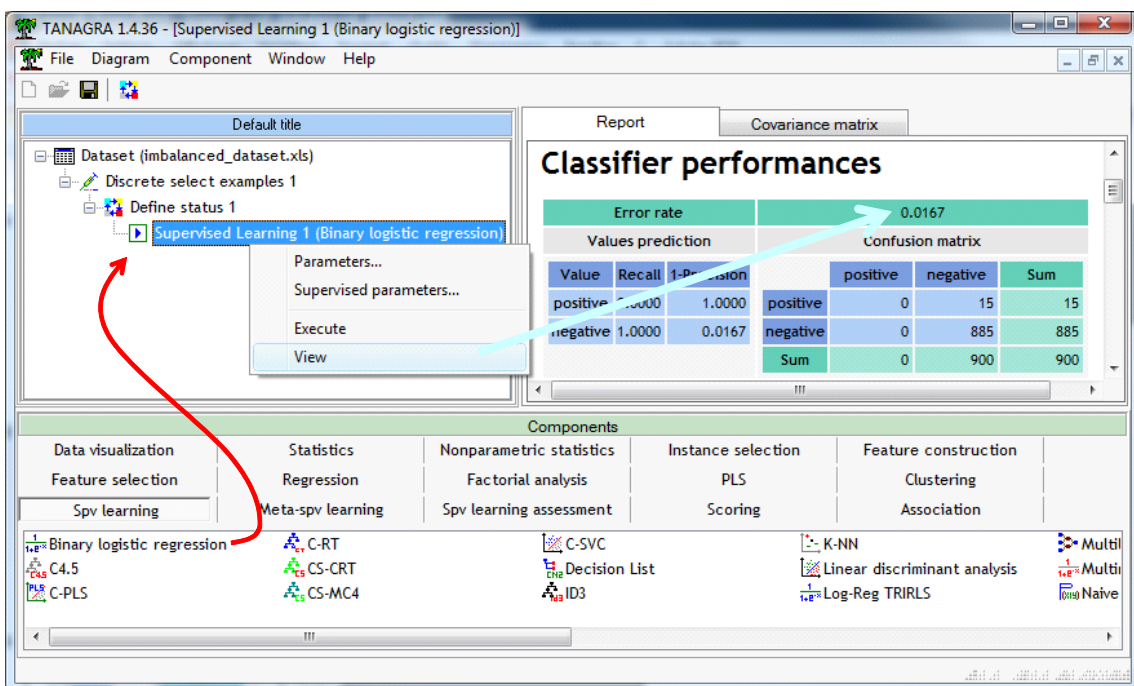 TANAGRA 1.4.36 - [Supervised Learning 1 (Binary logistic regression)]
File Diagram Component Window Help
Default title
Dataset (imbalanced_dataset.xls)
Discrete select examples 1
Define status 1
Supervised Learning 1 (Binary logistic regression)
Parameters...
Supervised parameters...
Execute
View
Report Covariance matrix
Classifier performances
Error rate 0.0167
Values prediction Confusion matrix
Value Recall 1-Precision positive negative Sum
positive 0.0000 1.0000 positive 0 15 15
negative 1.0000 0.0167 negative 0 885 885
Sum 0 900 900
Components
Data visualization Statistics Nonparametric statistics Instance selection Feature construction
Feature selection Regression Factorial analysis PLS Clustering
Spv learning Meta-spv learning Spv learning assessment Scoring Association
Binary logistic regression C-RT C-SVC K-NN Multil
C4.5 CS-CRT Decision List Linear discriminant analysis Multi
C-PLS CS-MC4 ID3 Log-Reg TRIRLS Naive